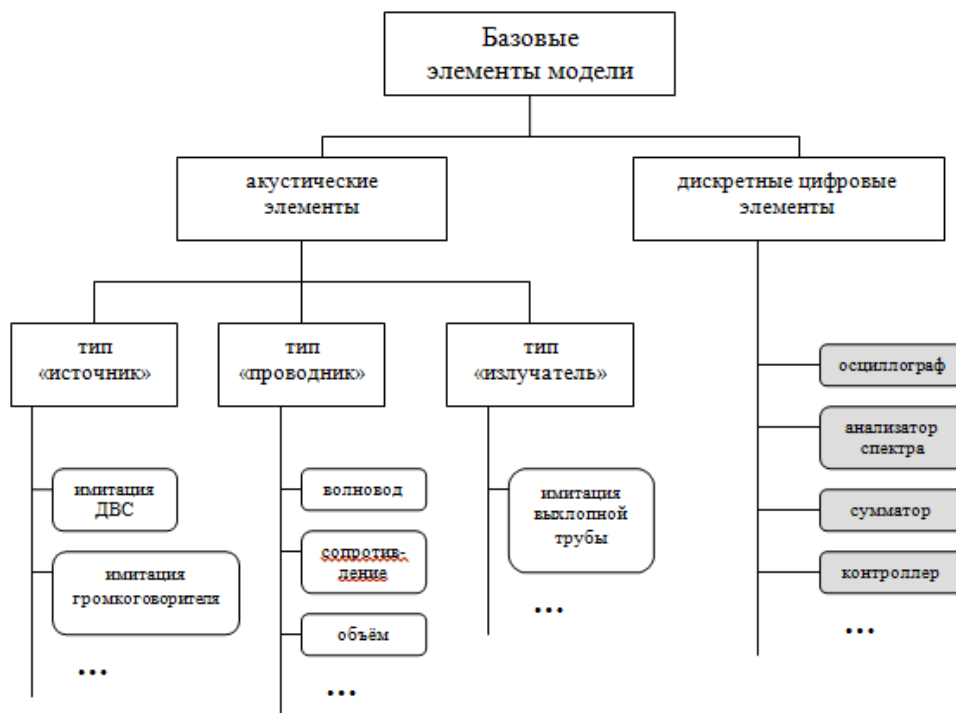 Базовые
элементы модели
акустические
элементы
дискретные цифровые
элементы
тип
«источник»
тип
«проводник»
тип
«излучатель»
имитация
ДВС
имитация
громкоговорителя
...
волновод
сопротив-
ление
объём
...
имитация
выхлопной
трубы
...
осциллограф
анализатор
спектра
сумматор
контроллер
...